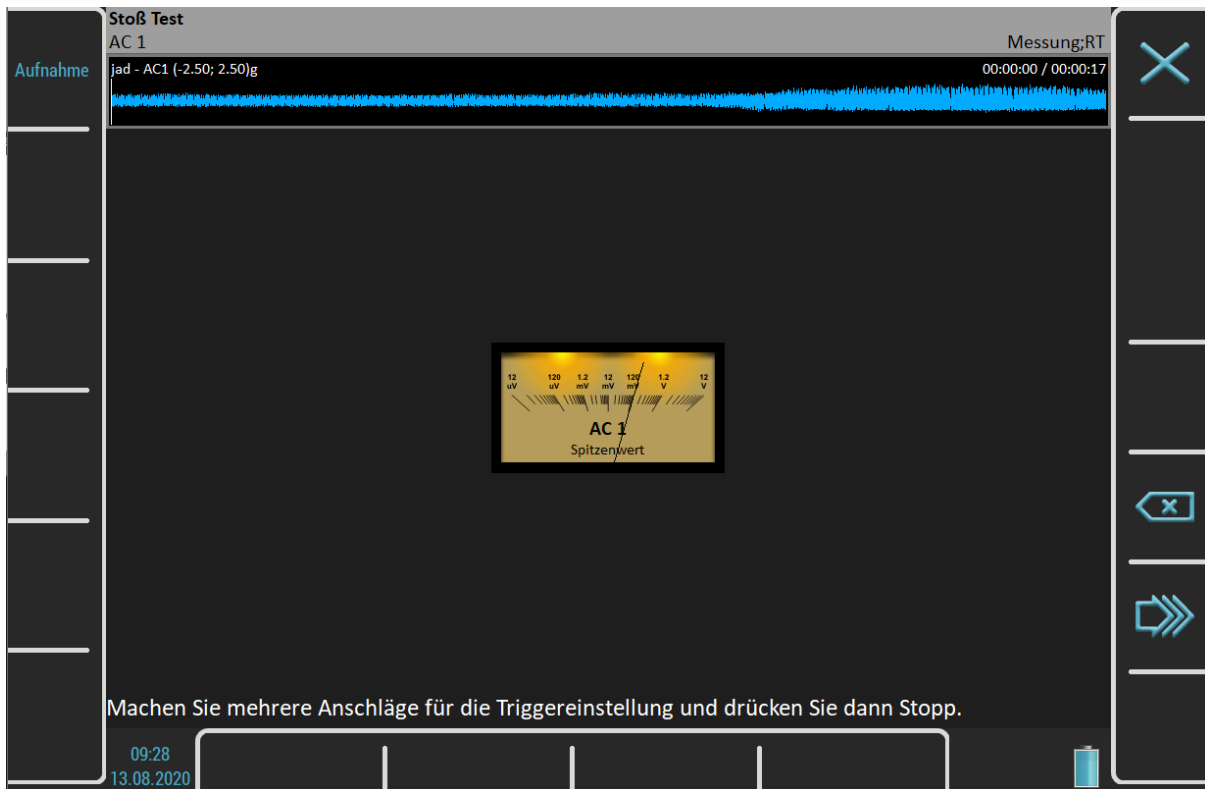 Stoß Test
AC 1
Messung;RT
Aufnahme
jad - AC1 (-2.50; 2.50)g
00:00:00 / 00:00:17
12 120 1.2 12 120 1.2 12
uV uV mV mV mV V V
AC 1
Spitzenwert
Machen Sie mehrere Anschläge für die Triggereinstellung und drücken Sie dann Stopp.
09:28
13.08.2020